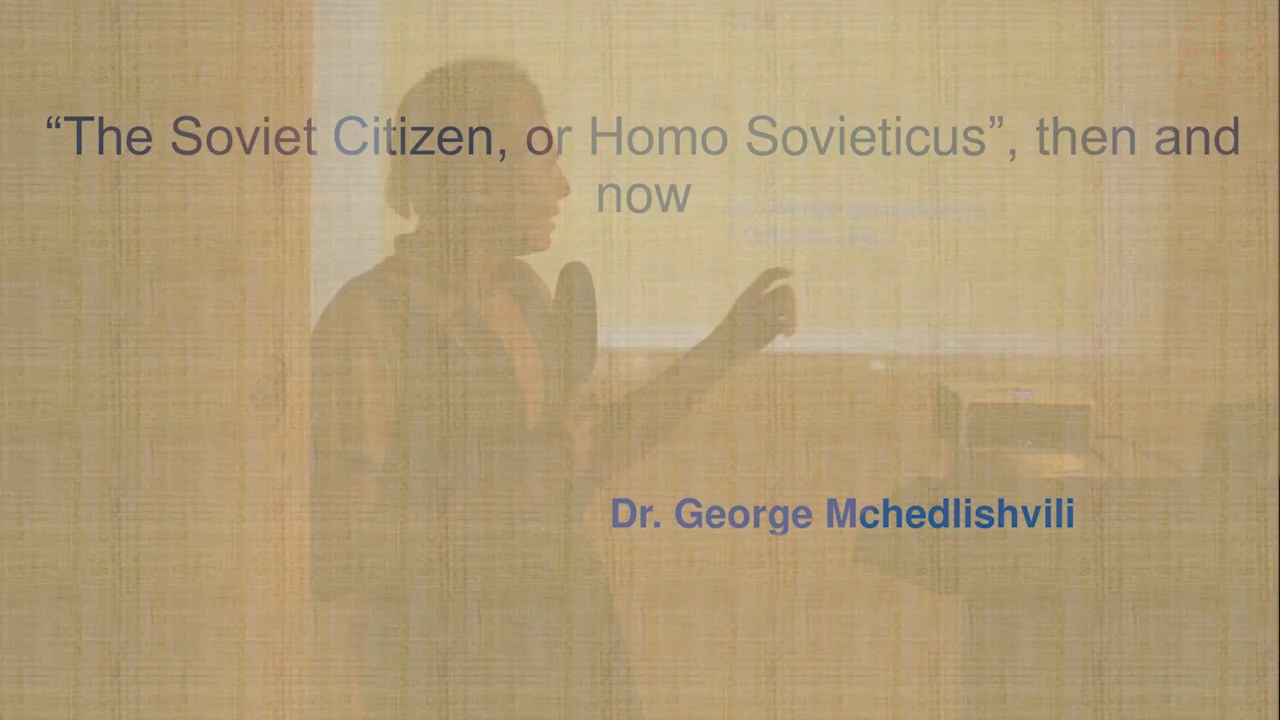 “The Soviet Citizen, or Homo Sovieticus”, then and
now
Dr. George Mchedlishvili